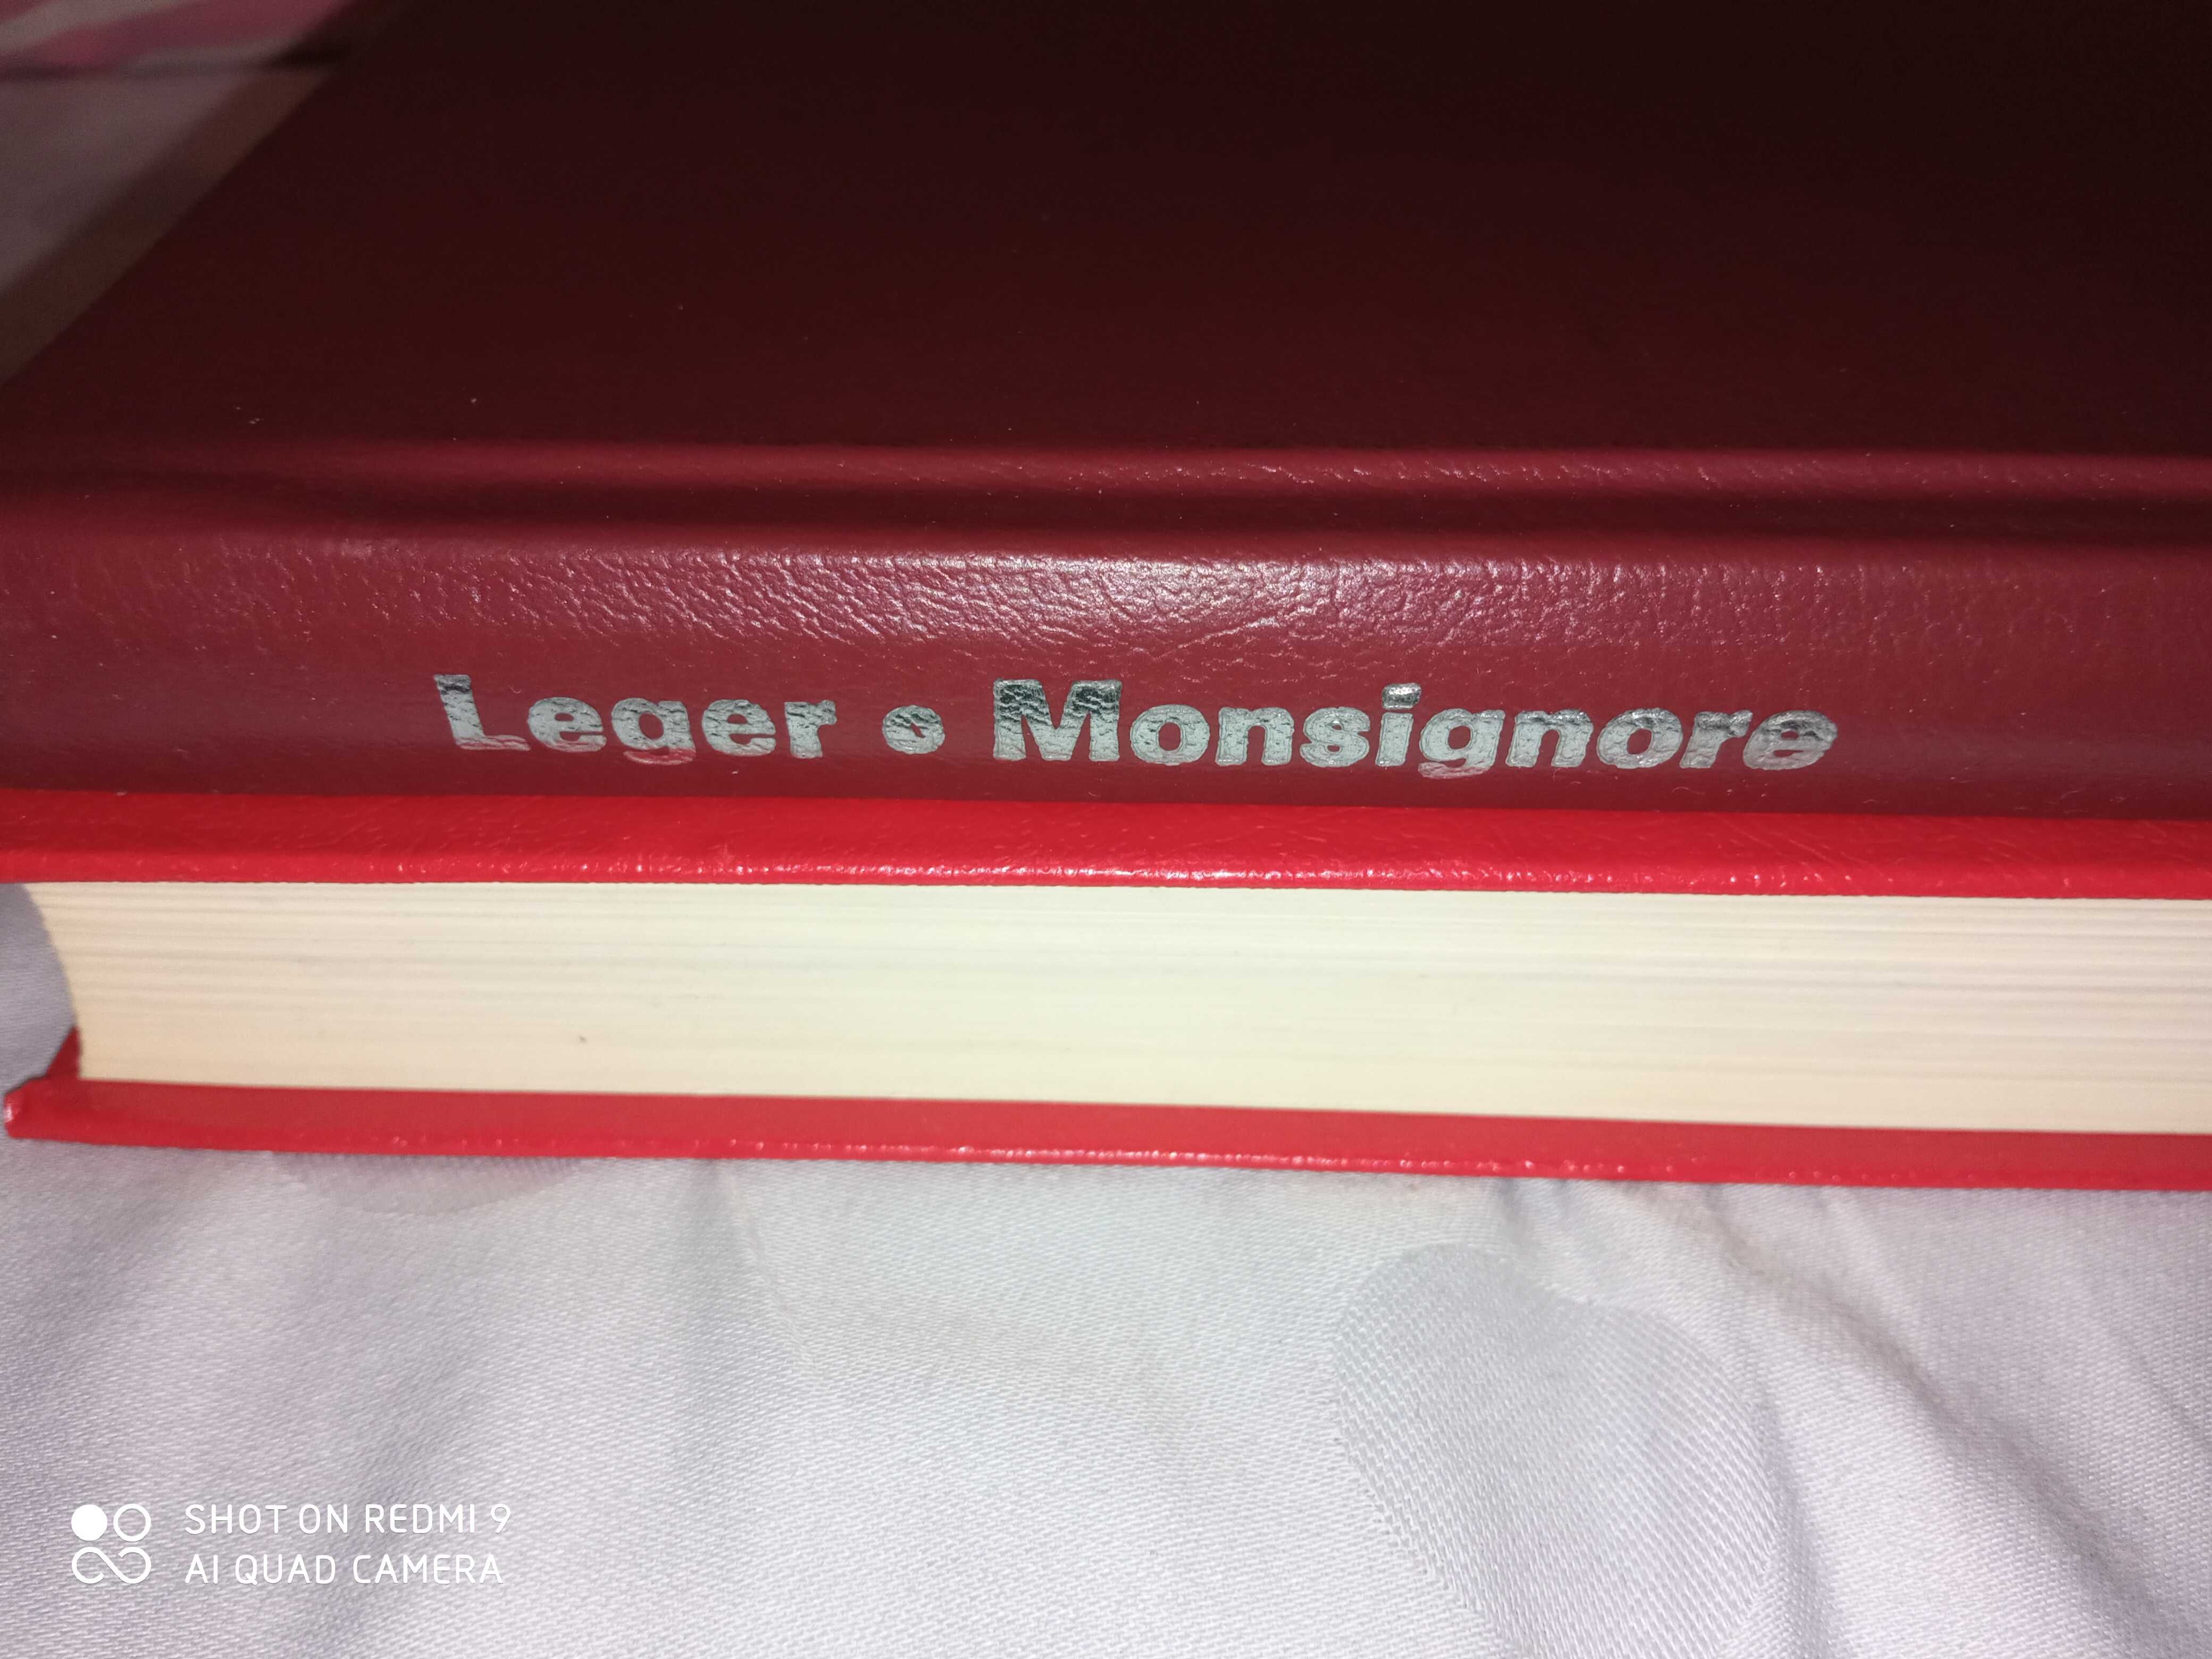 Leger o Monsignore
SHOT ON REDMI 9
AI QUAD CAMERA